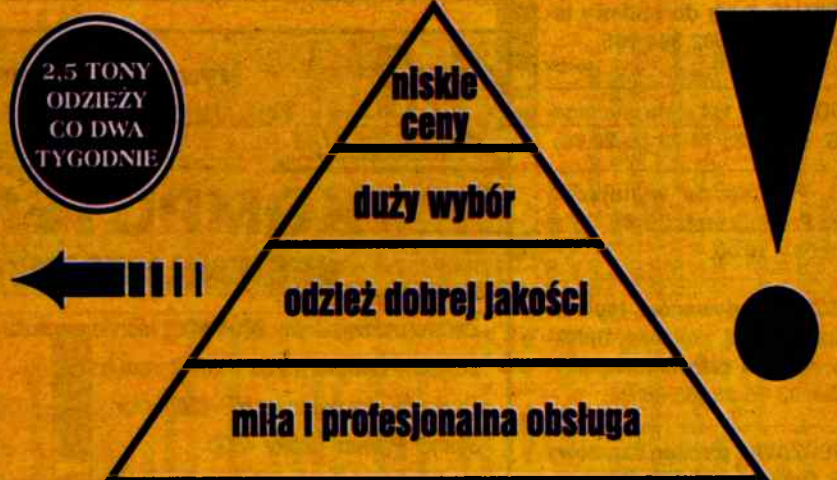 2,5 TONY
ODZIEŻY
CO DWA
TYGODNIE
niskie
ceny
duży wybór
odzież dobrej jakości
miła i profesjonalna obsługa